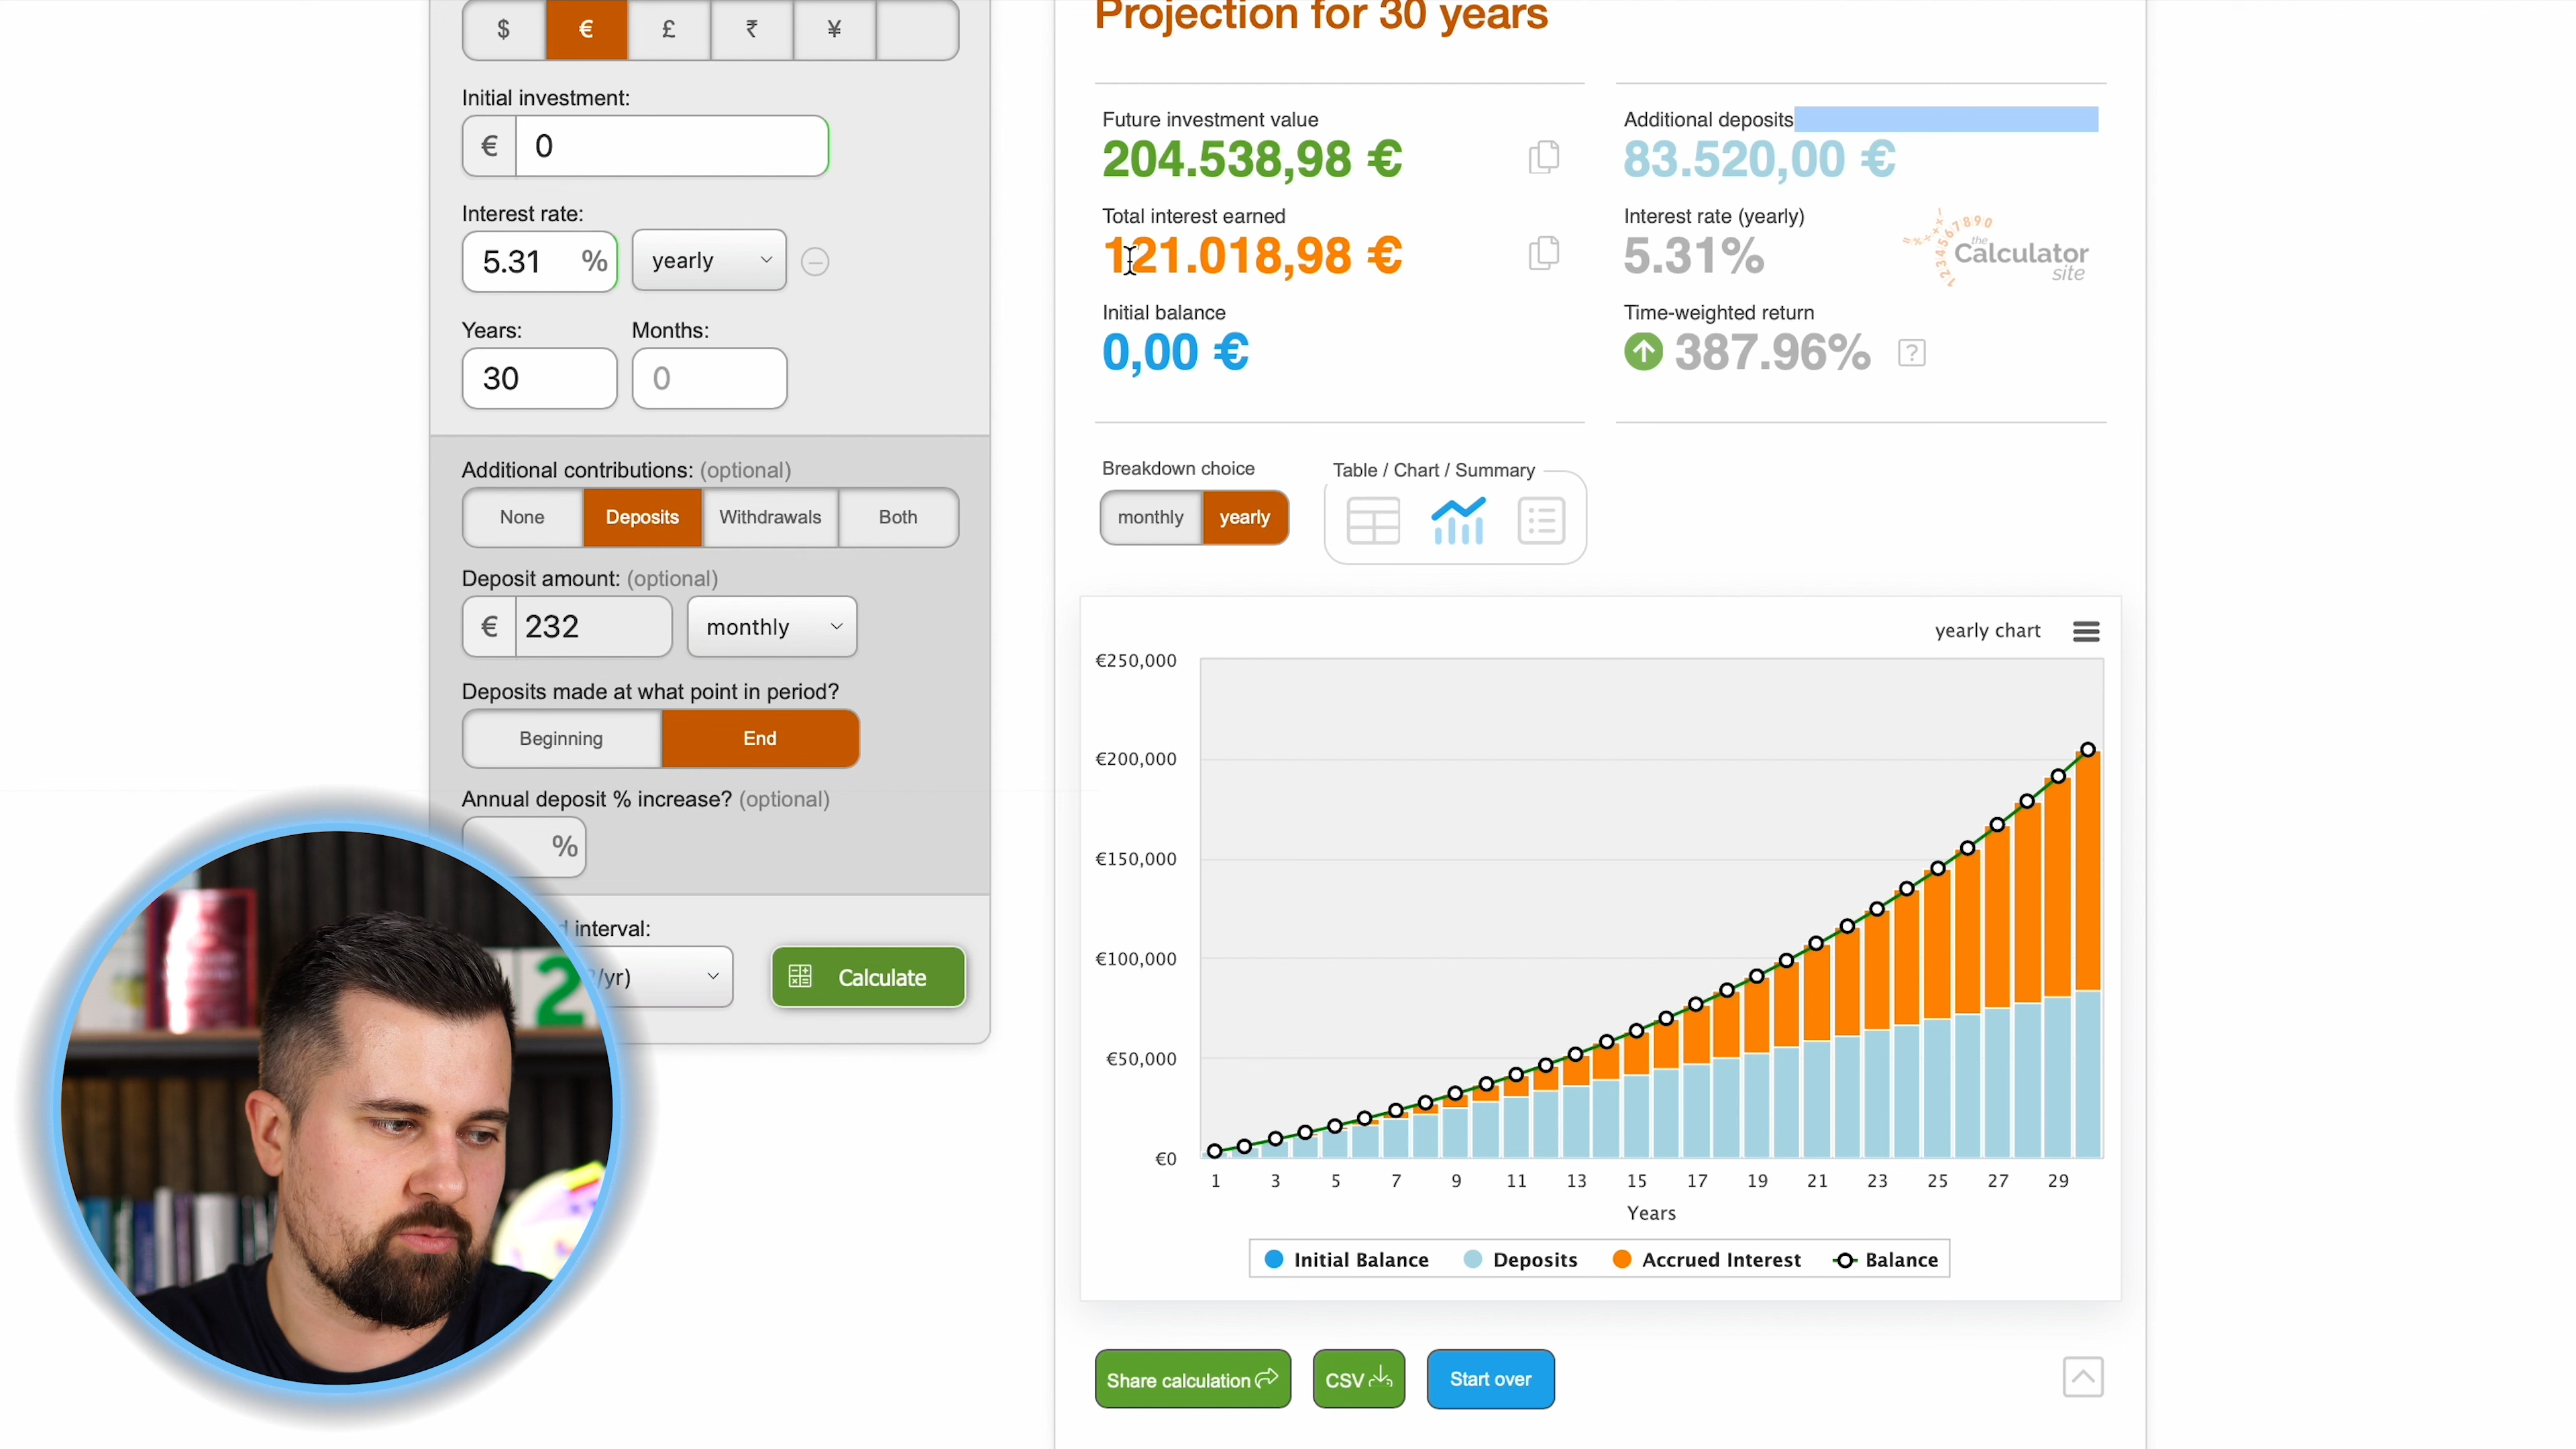 $ € £ ₹ ¥
Initial investment:
€ 0
Interest rate:
5.31 % yearly
Years: Months:
30 0
Additional contributions: (optional)
None Deposits Withdrawals Both
Deposit amount: (optional)
€ 232 monthly
Deposits made at what point in period?
Beginning End
Annual deposit % increase? (optional)
%
interval:
/yr)
Calculate
2
Projection for 30 years
Future investment value
204.538,98 €
Additional deposits
83.520,00 €
Total interest earned
121.018,98 €
Interest rate (yearly)
5.31%
=%×-×+÷-1234567890
the
Calculator
site
Initial balance
0,00 €
Time-weighted return
387.96% ?
Breakdown choice
monthly yearly
Table / Chart / Summary
yearly chart
€250,000
€200,000
€150,000
€100,000
€50,000
€0
1 3 5 7 9 11 13 15 17 19 21 23 25 27 29
Years
Initial Balance Deposits Accrued Interest Balance
Share calculation CSV Start over